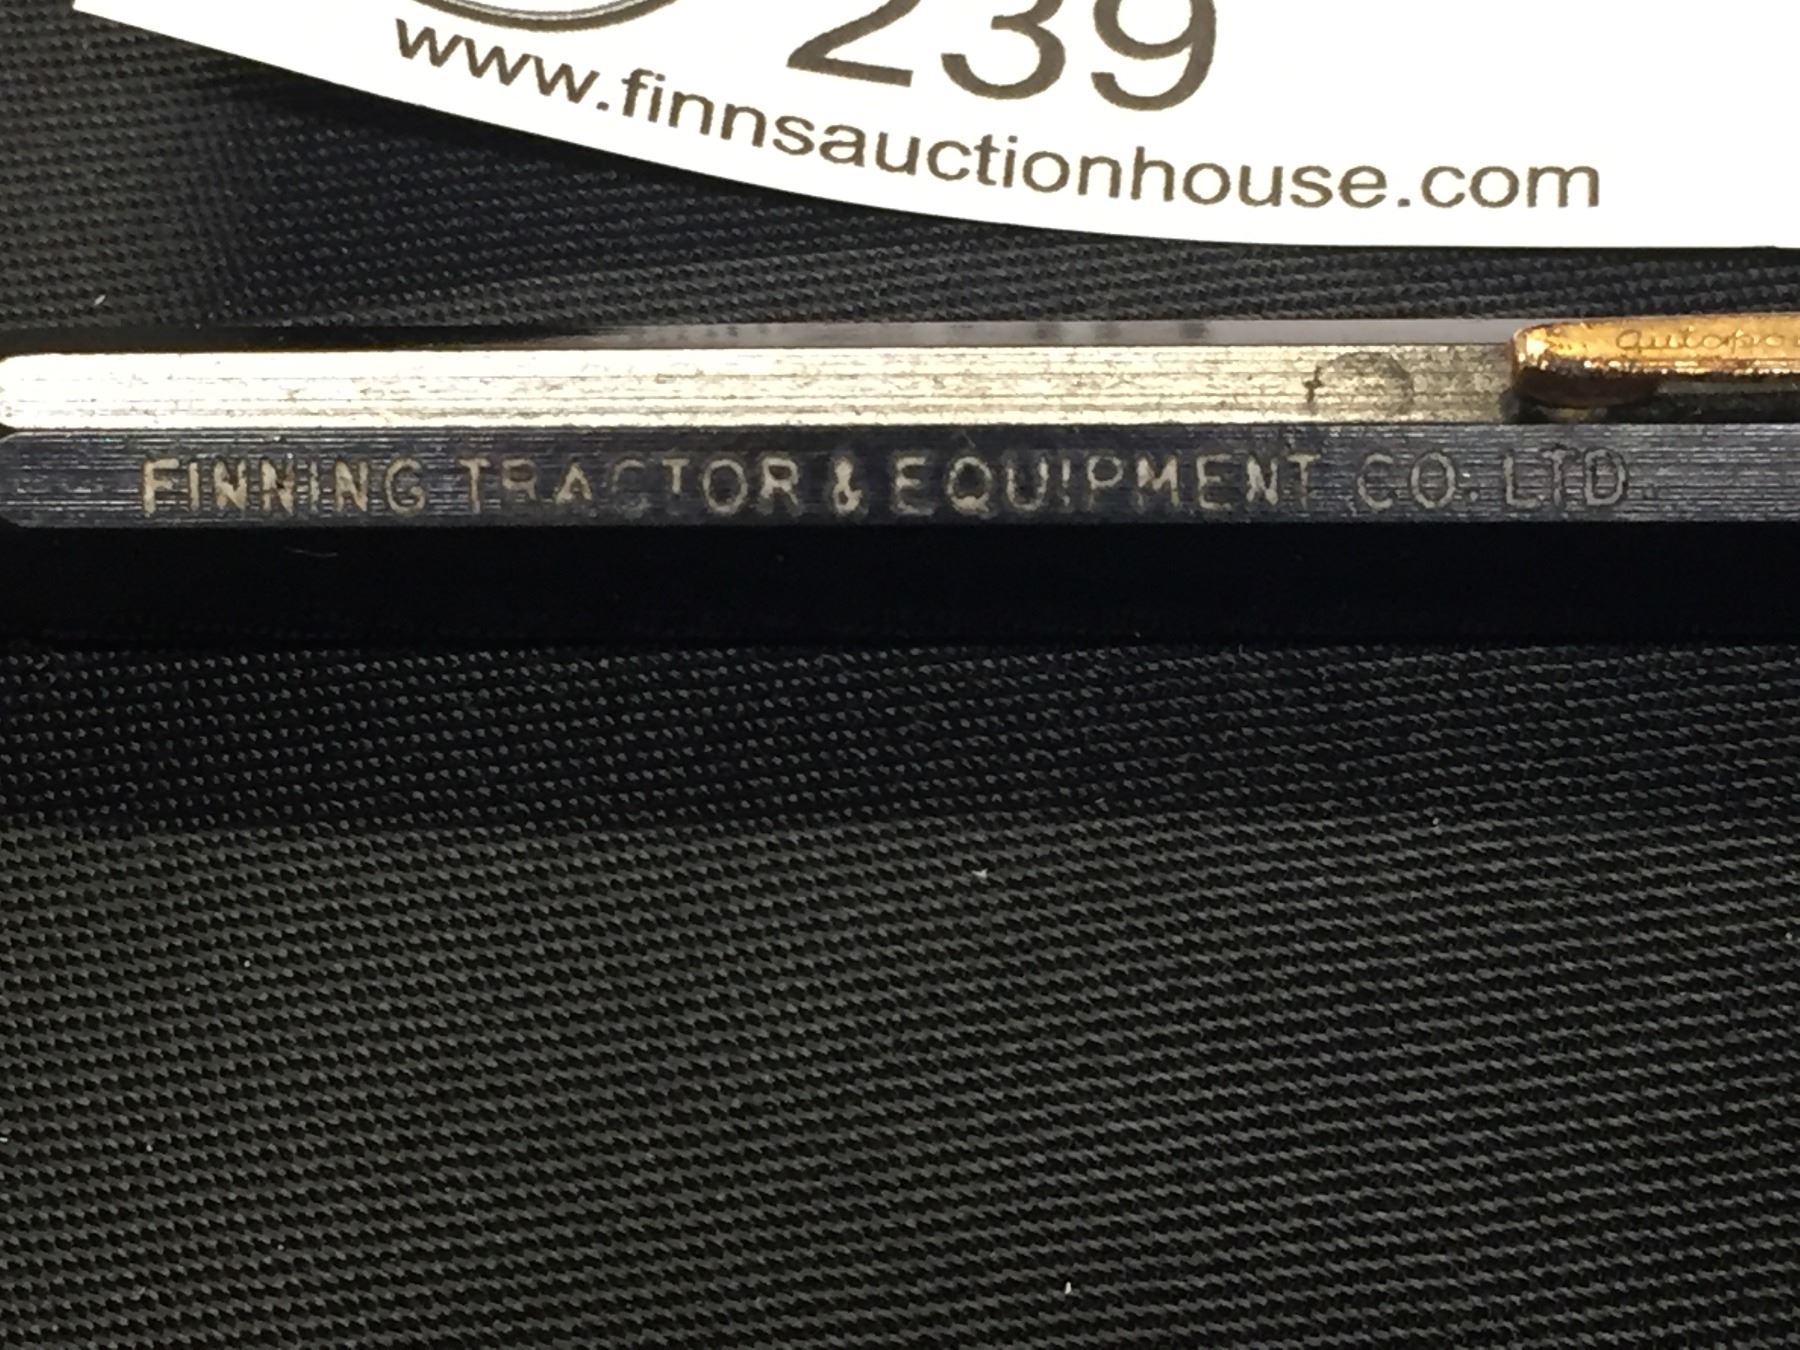 239
www.finnsauctionhouse.com
FINNING TRACTOR & EQUIPMENT CO. LTD.